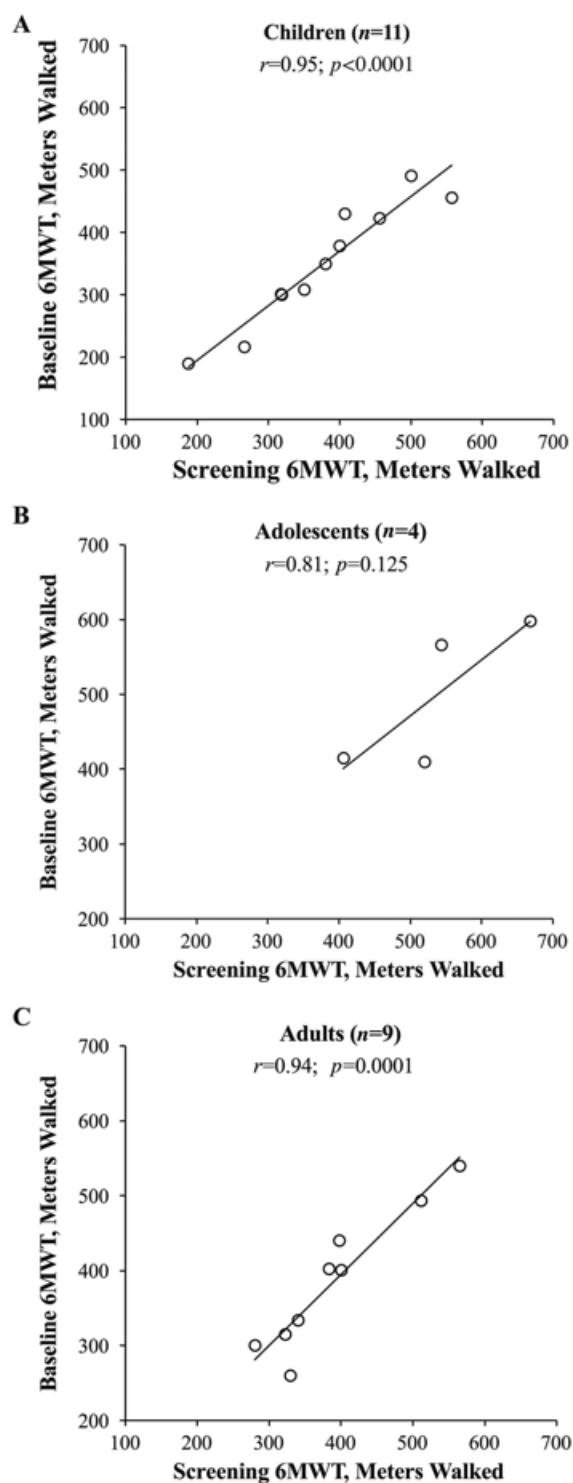 A
Children (n=11)
r=0.95; p<0.0001
Baseline 6MWT, Meters Walked
700
600
500
400
300
200
100
100 200 300 400 500 600 700
Screening 6MWT, Meters Walked
B
Adolescents (n=4)
r=0.81; p=0.125
Baseline 6MWT, Meters Walked
700
600
500
400
300
200
100 200 300 400 500 600 700
Screening 6MWT, Meters Walked
C
Adults (n=9)
r=0.94; p=0.0001
Baseline 6MWT, Meters Walked
700
600
500
400
300
200
100 200 300 400 500 600 700
Screening 6MWT, Meters Walked